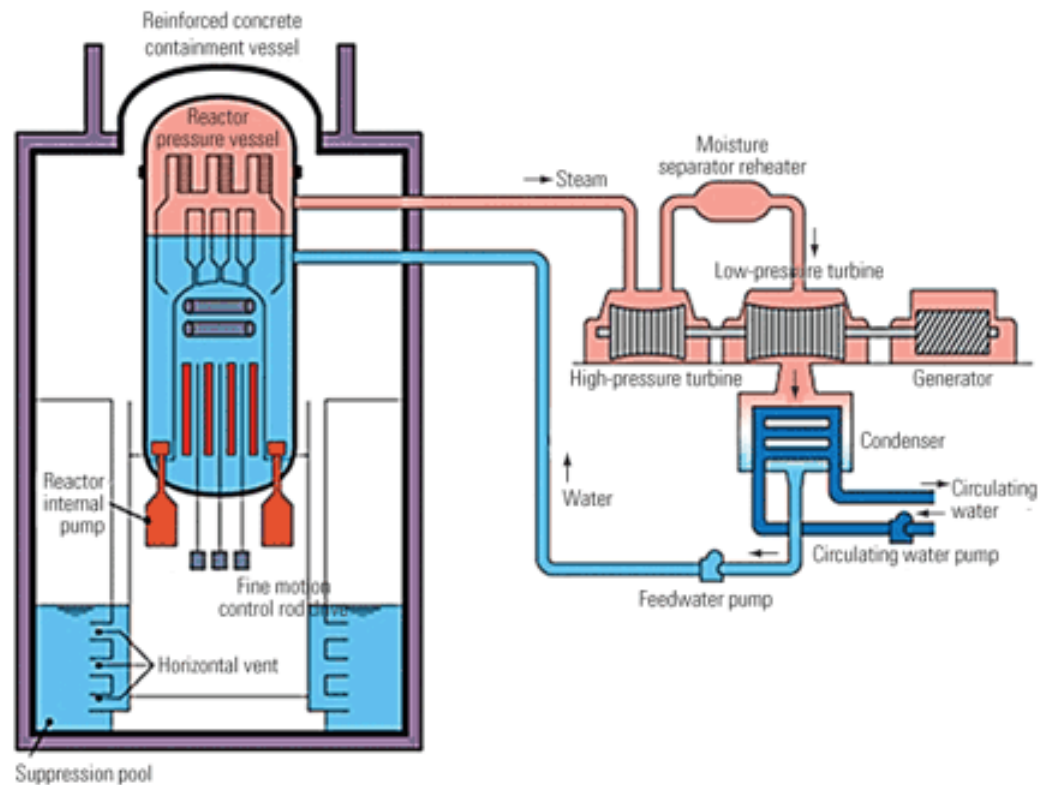 Reinforced concrete
containment vessel
Reactor
pressure vessel
Steam
Moisture
separator reheater
Low-pressure turbine
High-pressure turbine
Generator
Condenser
Circulating
water
Circulating water pump
Water
Feedwater pump
Reactor
internal
pump
Fine motion
control rod drive
Horizontal vent
Suppression pool